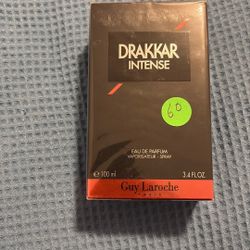 DRAKKAR
INTENSE
60
EAU DE PARFUM
VAPORISATEUR - SPRAY
e 100 ml 3.4 FL.OZ.
Guy Laroche
PARIS